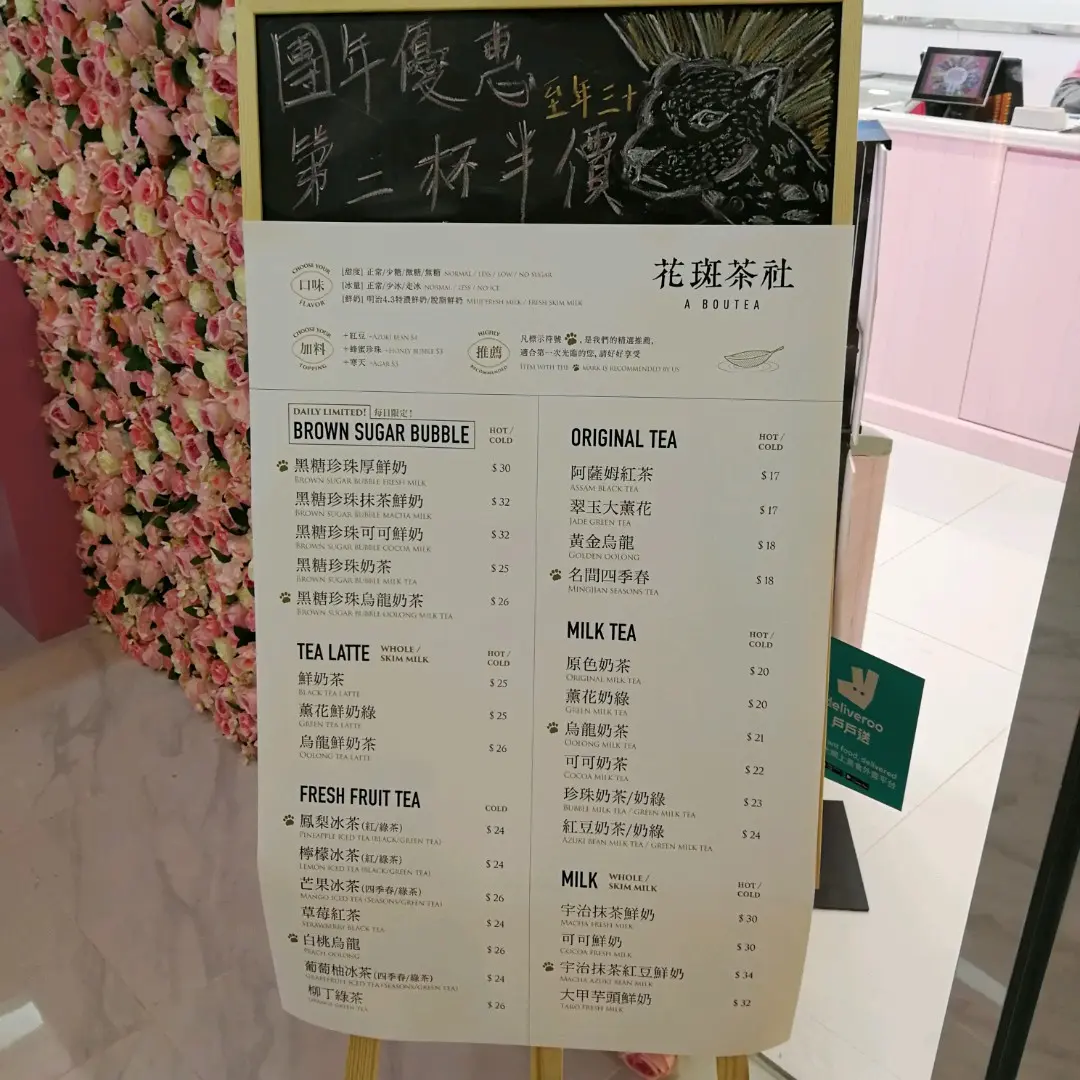 團年優惠
至年三十
第二杯半價
花斑茶社
A BOUTEA
CHOOSE YOUR
口味
FLAVOR
[甜度] 正常/少糖/微糖/無糖 NORMAL / LESS / LOW / NO SUGAR
[冰量] 正常/少冰/走冰 NORMAL / LESS / NO ICE
[鮮奶] 明治4.3特濃鮮奶/脫脂鮮奶 MEIJI FRESH MILK / FRESH SKIM MILK
CHOOSE YOUR
加料
TOPPING
+紅豆 +AZUKI BEAN $4
+蜂蜜珍珠 +HONEY BUBBLE $3
+寒天 +AGAR $3
HIGHLY
推薦
RECOMMENDED
凡標示符號, 是我們的精選推薦,
適合第一次光臨的您, 請好好享受
ITEM WITH THE MARK IS RECOMMENDED BY US
DAILY LIMITED! 每日限定!
BROWN SUGAR BUBBLE HOT / COLD
黑糖珍珠厚鮮奶 $ 30
BROWN SUGAR BUBBLE FRESH MILK
黑糖珍珠抹茶鮮奶 $ 32
BROWN SUGAR BUBBLE MACHA MILK
黑糖珍珠可可鮮奶 $ 32
BROWN SUGAR BUBBLE COCOA MILK
黑糖珍珠奶茶 $ 25
BROWN SUGAR BUBBLE MILK TEA
黑糖珍珠烏龍奶茶 $ 26
BROWN SUGAR BUBBLE OOLONG MILK TEA
TEA LATTE WHOLE / SKIM MILK HOT / COLD
鮮奶茶 $ 25
BLACK TEA LATTE
薰花鮮奶綠 $ 25
GREEN TEA LATTE
烏龍鮮奶茶 $ 26
OOLONG TEA LATTE
FRESH FRUIT TEA COLD
鳳梨冰茶(紅/綠茶) $ 24
PINEAPPLE ICED TEA (BLACK/GREEN TEA)
檸檬冰茶(紅/綠茶) $ 24
LEMON ICED TEA (BLACK/GREEN TEA)
芒果冰茶(四季春/綠茶) $ 26
MANGO ICED TEA (SEASONS/GREEN TEA)
草莓紅茶 $ 24
STRAWBERRY BLACK TEA
白桃烏龍 $ 26
PEACH OOLONG
葡萄柚冰茶(四季春/綠茶) $ 24
GRAPEFRUIT ICED TEA (SEASONS/GREEN TEA)
柳丁綠茶 $ 26
ORANGE GREEN TEA
ORIGINAL TEA HOT / COLD
阿薩姆紅茶 $ 17
ASSAM BLACK TEA
翠玉大薰花 $ 17
JADE GREEN TEA
黃金烏龍 $ 18
GOLDEN OOLONG
名間四季春 $ 18
MINGJIAN SEASONS TEA
MILK TEA HOT / COLD
原色奶茶 $ 20
ORIGINAL MILK TEA
薰花奶綠 $ 20
GREEN MILK TEA
烏龍奶茶 $ 21
OOLONG MILK TEA
可可奶茶 $ 22
COCOA MILK TEA
珍珠奶茶/奶綠 $ 23
BUBBLE MILK TEA / GREEN MILK TEA
紅豆奶茶/奶綠 $ 24
AZUKI BEAN MILK TEA / GREEN MILK TEA
MILK WHOLE / SKIM MILK HOT / COLD
宇治抹茶鮮奶 $ 30
MACHA FRESH MILK
可可鮮奶 $ 30
COCOA FRESH MILK
宇治抹茶紅豆鮮奶 $ 34
MACHA AZUKI BEAN MILK
大甲芋頭鮮奶 $ 32
TARO FRESH MILK
deliveroo
戶戶送
food, delivered